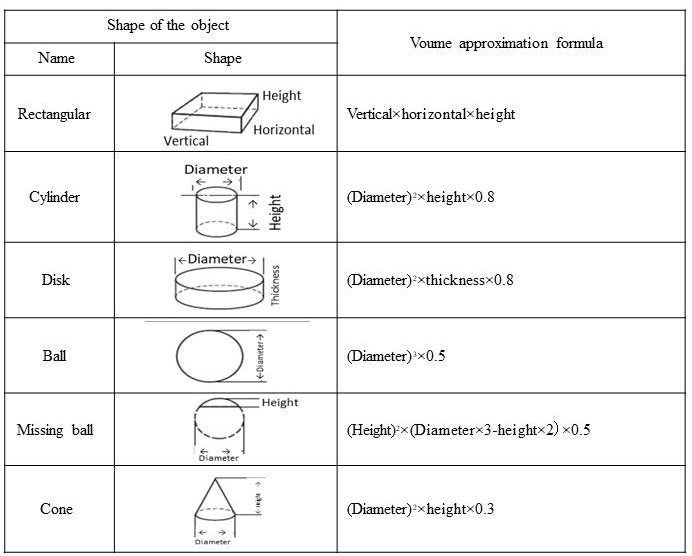 Shape of the object
Voume approximation formula
Name
Shape
Rectangular
Height
Horizontal
Vertical
Vertical×horizontal×height
Cylinder
Diameter
Height
(Diameter)²×height×0.8
Disk
←Diameter→
Thickness
(Diameter)²×thickness×0.8
Ball
←Diameter→
(Diameter)³×0.5
Missing ball
Height
Diameter
(Height)²×(Diameter×3-height×2)×0.5
Cone
Height
Diameter
(Diameter)²×height×0.3